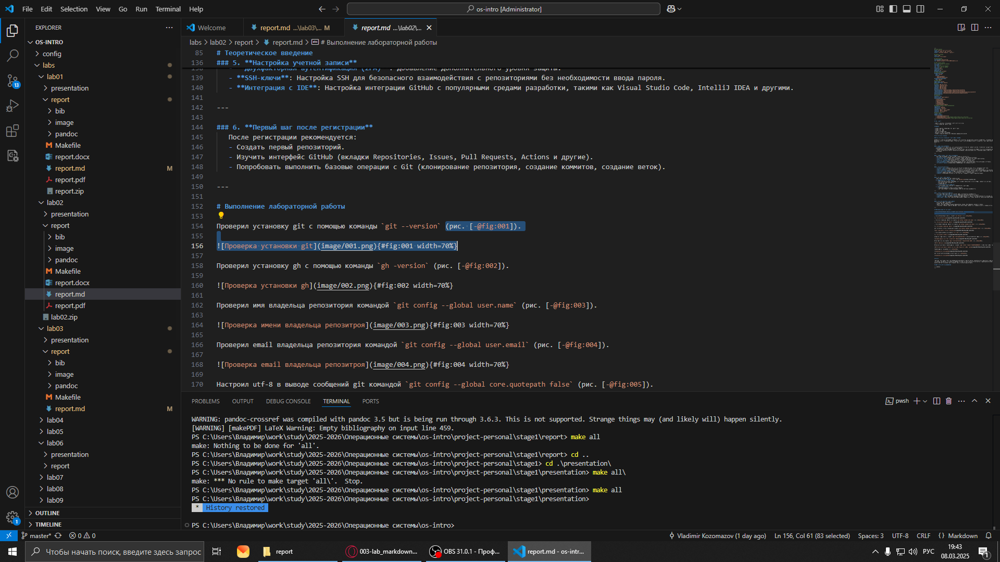 File Edit Selection View Go Run Terminal Help
os-intro [Administrator]
EXPLORER
OS-INTRO
config
labs
lab01
presentation
report
bib
image
pandoc
Makefile
report.docx
report.md M
report.pdf
report.zip
lab02
presentation
report
bib
image
pandoc
Makefile
report.docx
report.md
report.pdf
lab02.zip
lab03
presentation
report
bib
image
pandoc
Makefile
report.md M
lab04
lab05
lab06
presentation
report
lab07
lab08
lab09
OUTLINE
TIMELINE
13
1
Welcome
report.md ...\lab03\... M
report.md ...\lab02\...
labs > lab02 > report > report.md > # Выполнение лабораторной работы
85 # Теоретическое введение
136 ### 5. **Настройка учетной записи**
139 - **SSH-ключи**: Настройка SSH для безопасного взаимодействия с репозиториями без необходимости ввода пароля.
140 - **Интеграция с IDE**: Настройка интеграции GitHub с популярными средами разработки, такими как Visual Studio Code, IntelliJ IDEA и другими.
141
142 ---
143
144 ### 6. **Первый шаг после регистрации**
145 После регистрации рекомендуется:
146 - Создать первый репозиторий.
147 - Изучить интерфейс GitHub (вкладки Repositories, Issues, Pull Requests, Actions и другие).
148 - Попробовать выполнить базовые операции с Git (клонирование репозитория, создание коммитов, создание веток).
149
150 ---
151
152 # Выполнение лабораторной работы
153
154 Проверил установку git с помощью команды `git --version` (рис. [-@fig:001]).
155
156 ![Проверка установки git](image/001.png){#fig:001 width=70%}
157
158 Проверил установку gh с помощью команды `gh -version` (рис. [-@fig:002]).
159
160 ![Проверка установки gh](image/002.png){#fig:002 width=70%}
161
162 Проверил имя владельца репозитория командой `git config --global user.name` (рис. [-@fig:003]).
163
164 ![Проверка имени владельца репозитроя](image/003.png){#fig:003 width=70%}
165
166 Проверил email владельца репозитория командой `git config --global user.email` (рис. [-@fig:004]).
167
168 ![Проверка email владельца репозитроя](image/004.png){#fig:004 width=70%}
169
170 Настроил utf-8 в выводе сообщений git командой `git config --global core.quotepath false` (рис. [-@fig:005]).
PROBLEMS OUTPUT DEBUG CONSOLE TERMINAL PORTS
pwsh
WARNING: pandoc-crossref was compiled with pandoc 3.5 but is being run through 3.6.3. This is not supported. Strange things may (and likely will) happen silently.
[WARNING] [makePDF] LaTeX Warning: Empty bibliography on input line 459.
PS C:\Users\Владимир\work\study\2025-2026\Операционные системы\os-intro\project-personal\stage1\report> make all
make: Nothing to be done for 'all'.
PS C:\Users\Владимир\work\study\2025-2026\Операционные системы\os-intro\project-personal\stage1\report> cd ..
PS C:\Users\Владимир\work\study\2025-2026\Операционные системы\os-intro\project-personal\stage1> cd .\presentation\
PS C:\Users\Владимир\work\study\2025-2026\Операционные системы\os-intro\project-personal\stage1\presentation> make all\
make: *** No rule to make target 'all\'.  Stop.
PS C:\Users\Владимир\work\study\2025-2026\Операционные системы\os-intro\project-personal\stage1\presentation> make all
PS C:\Users\Владимир\work\study\2025-2026\Операционные системы\os-intro\project-personal\stage1\presentation>
* History restored
PS C:\Users\Владимир\work\study\2025-2026\Операционные системы\os-intro>
master* 0 0
Vladimir Kozomazov (1 day ago) Ln 156, Col 61 (83 selected) Spaces: 3 UTF-8 CRLF {} Markdown
Чтобы начать поиск, введите здесь запрос
report
003-lab_markdown...
OBS 31.0.1 - Проф...
report.md - os-intr...
РУС
19:43
08.03.2025
1